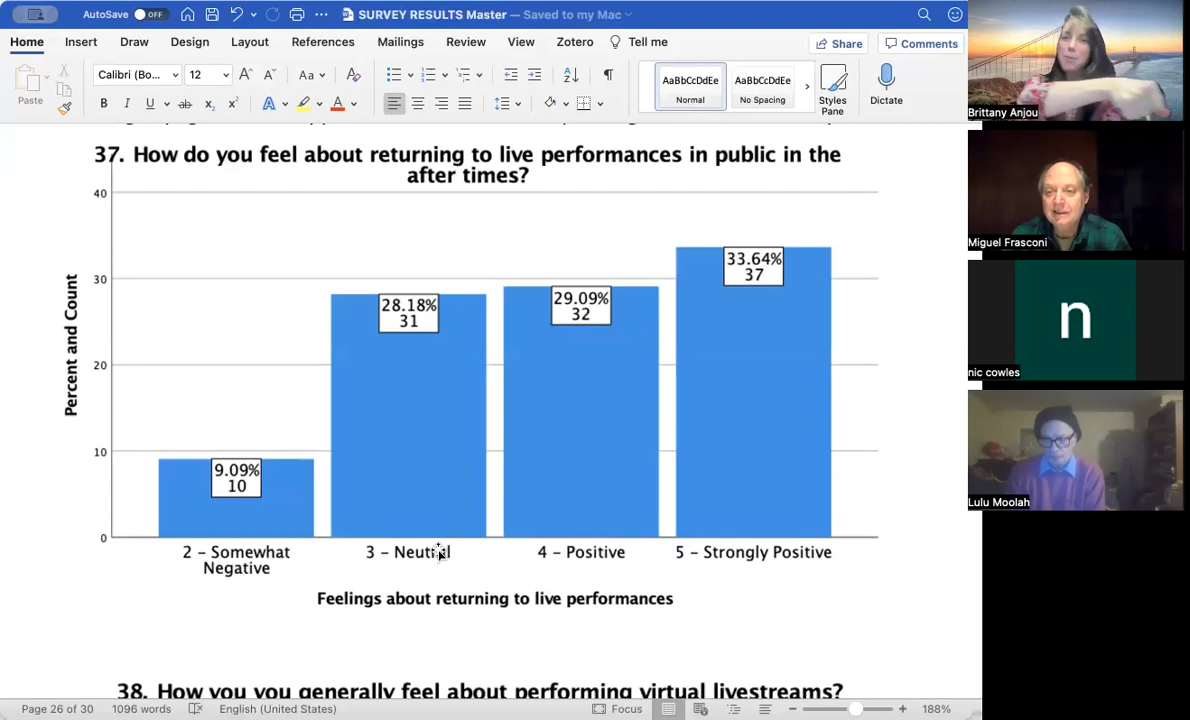 AutoSave OFF SURVEY RESULTS Master — Saved to my Mac
Home Insert Draw Design Layout References Mailings Review View Zotero Tell me Share Comments
Paste Calibri (Bo... 12 A A Aa A AaBbCcDdEe AaBbCcDdEe
B I U ab x₂ x² A A Normal No Spacing Styles Pane Dictate
37. How do you feel about returning to live performances in public in the
after times?
Percent and Count
40
30
20
10
0
9.09%
10
28.18%
31
29.09%
32
33.64%
37
2 – Somewhat Negative
3 – Neutral
4 – Positive
5 – Strongly Positive
Feelings about returning to live performances
38. How you you generally feel about performing virtual livestreams?
Page 26 of 30 1096 words English (United States) Focus 188%
Brittany Anjou
Miguel Frasconi
n
nic cowles
Lulu Moolah